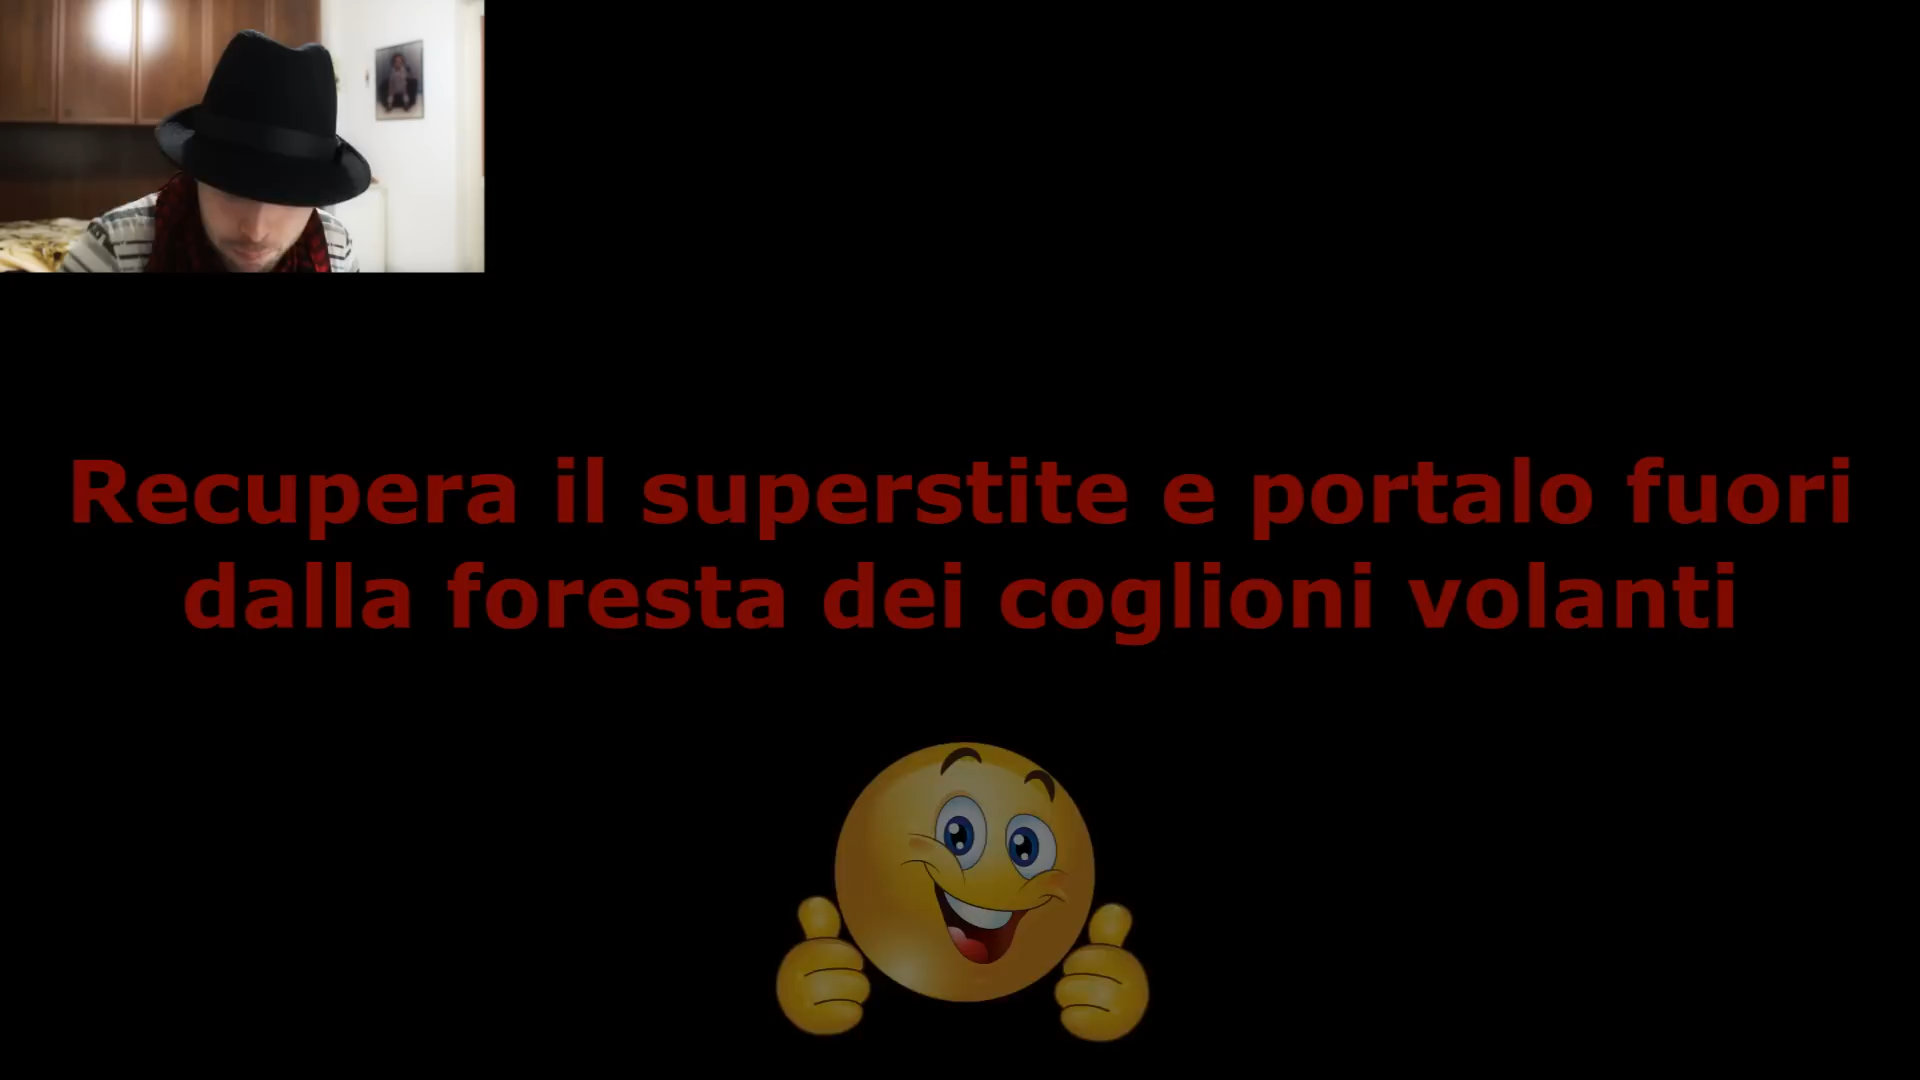 Recupera il superstite e portalo fuori
dalla foresta dei coglioni volanti